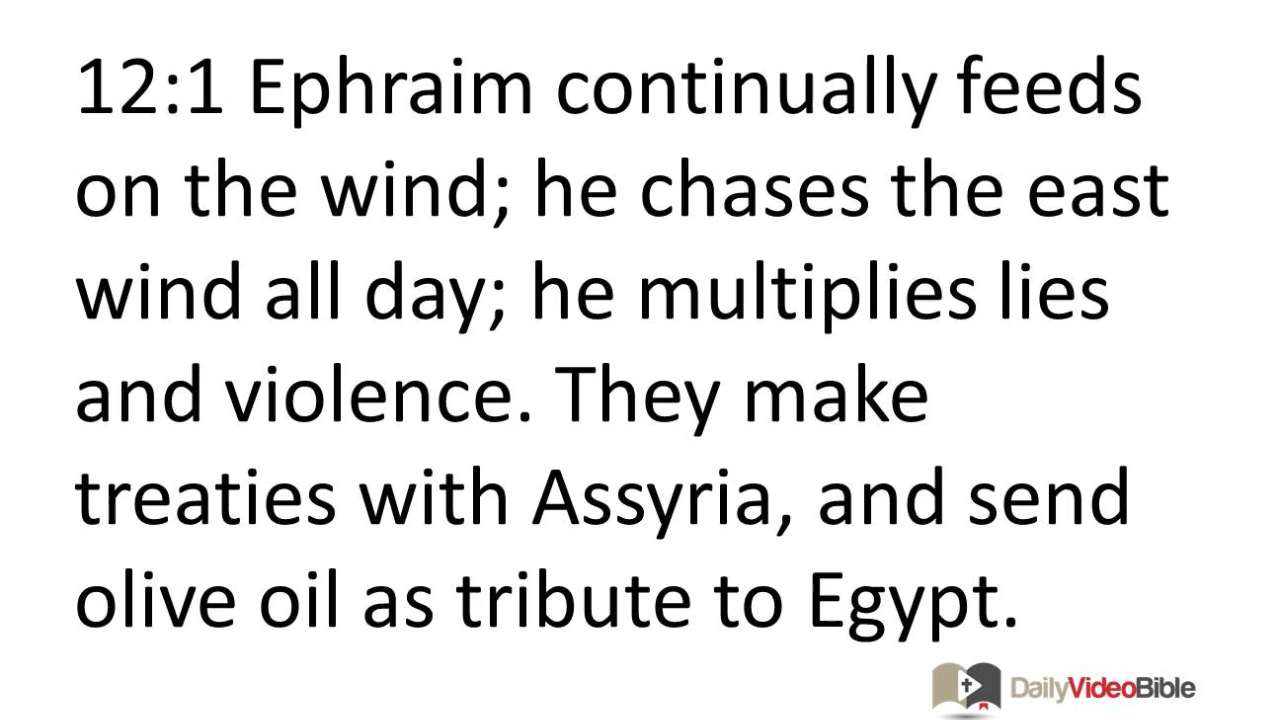 12:1 Ephraim continually feeds
on the wind; he chases the east
wind all day; he multiplies lies
and violence. They make
treaties with Assyria, and send
olive oil as tribute to Egypt.
DailyVideoBible